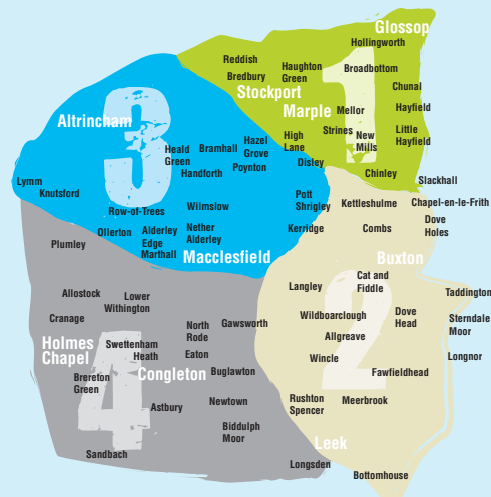 Glossop
Hollingworth
Reddish
Haughton
Green
Broadbottom
Bredbury
Stockport
Chunal
1
Marple
Mellor
Hayfield
Strines
New
Mills
Little
Hayfield
High
Lane
Disley
Chinley
Slackhall
3
Altrincham
Heald
Green
Bramhall
Hazel
Grove
Handforth
Poynton
Lymm
Knutsford
Row-of-Trees
Wilmslow
Pott
Shrigley
Ollerton
Alderley
Edge
Nether
Alderley
Marthall
Kerridge
Macclesfield
Kettleshulme
Chapel-en-le-Frith
Combs
Dove
Holes
Buxton
Cat and
Fiddle
Langley
Taddington
2
Wildboarclough
Dove
Head
Sterndale
Moor
Allgreave
Wincle
Longnor
Fawfieldhead
Rushton
Spencer
Meerbrook
Leek
Longsden
Bottomhouse
Plumley
Allostock
Lower
Withington
Cranage
North
Rode
Gawsworth
4
Holmes
Chapel
Swettenham
Heath
Eaton
Brereton
Green
Congleton
Buglawton
Astbury
Newtown
Biddulph
Moor
Sandbach